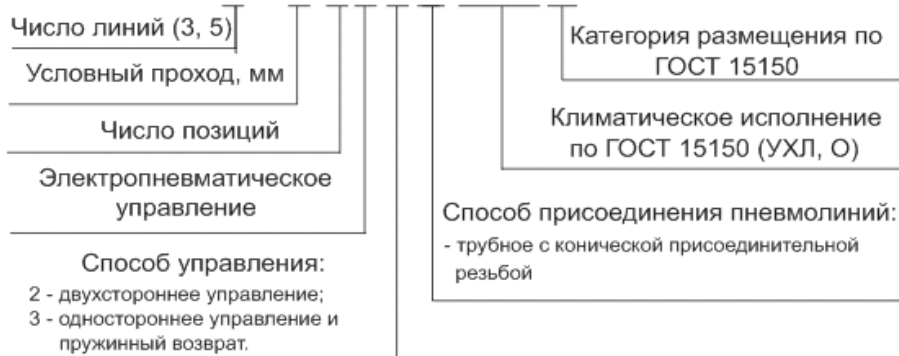 Число линий (3, 5)
Условный проход, мм
Число позиций
Электропневматическое
управление
Способ управления:
2 - двухстороннее управление;
3 - одностороннее управление и
пружинный возврат.
Категория размещения по
ГОСТ 15150
Климатическое исполнение
по ГОСТ 15150 (УХЛ, О)
Способ присоединения пневмолиний:
- трубное с конической присоединительной
резьбой